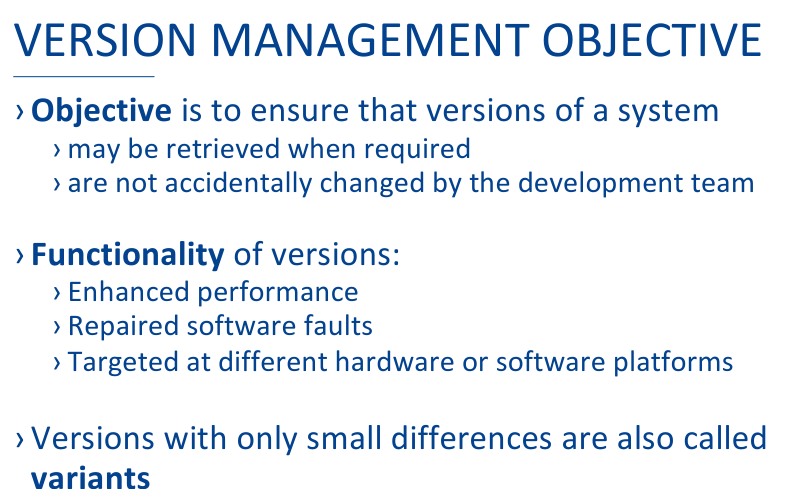 VERSION MANAGEMENT OBJECTIVE
› Objective is to ensure that versions of a system
› may be retrieved when required
› are not accidentally changed by the development team
› Functionality of versions:
› Enhanced performance
› Repaired software faults
› Targeted at different hardware or software platforms
› Versions with only small differences are also called
variants